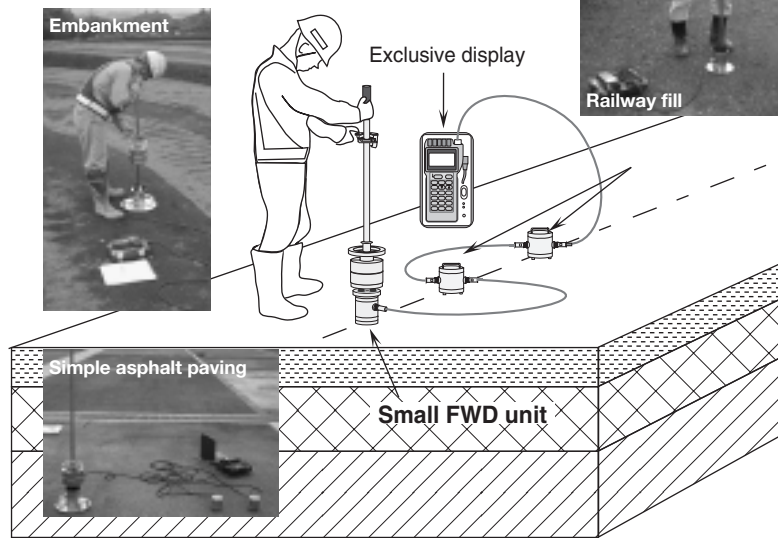 Embankment
Exclusive display
Railway fill
Simple asphalt paving
Small FWD unit